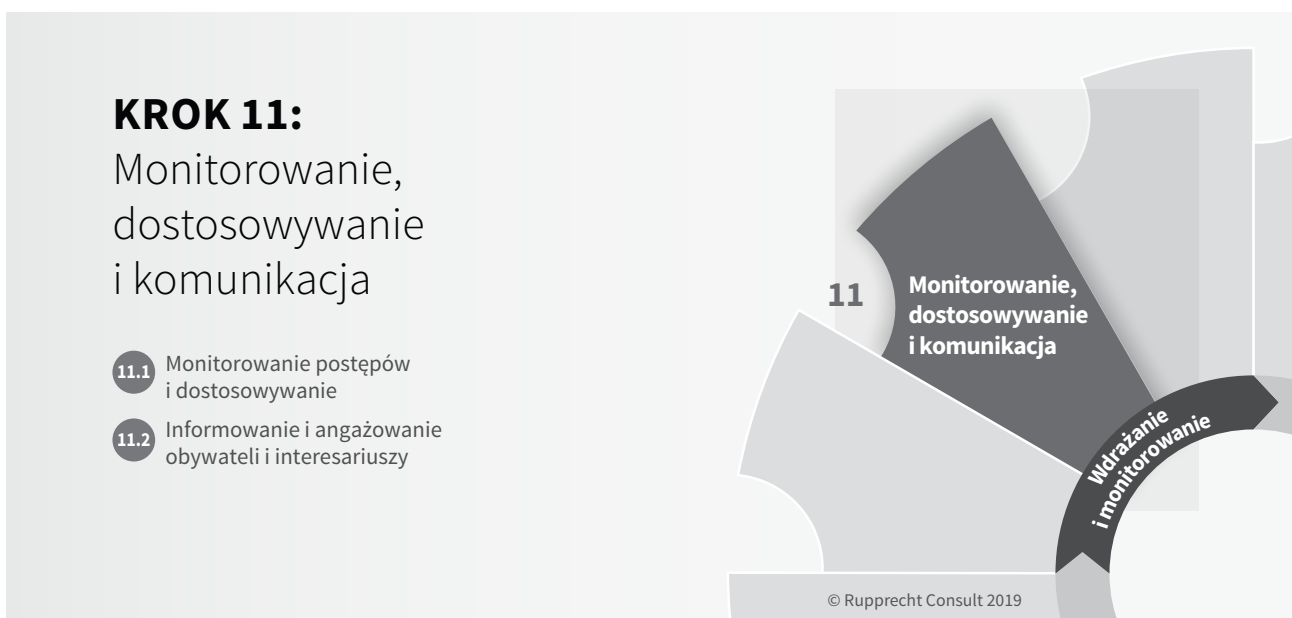 KROK 11:
Monitorowanie,
dostosowywanie
i komunikacja
11.1 Monitorowanie postępów
i dostosowywanie
11.2 Informowanie i angażowanie
obywateli i interesariuszy
11
Monitorowanie,
dostosowywanie
i komunikacja
Wdrażanie
i monitorowanie
© Rupprecht Consult 2019